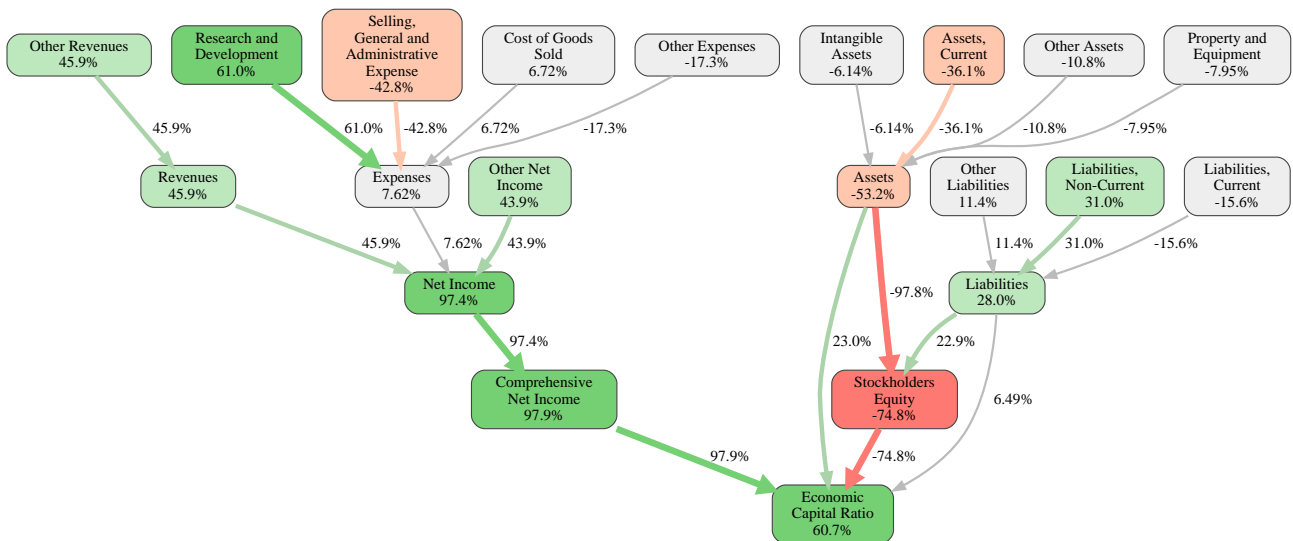 Other Revenues
45.9%
Research and
Development
61.0%
Selling,
General and
Administrative
Expense
-42.8%
Cost of Goods
Sold
6.72%
Other Expenses
-17.3%
Intangible
Assets
-6.14%
Assets,
Current
-36.1%
Other Assets
-10.8%
Property and
Equipment
-7.95%
45.9%
61.0%
-42.8%
6.72%
-17.3%
-6.14%
-36.1%
-10.8%
-7.95%
Revenues
45.9%
Expenses
7.62%
Other Net
Income
43.9%
Assets
-53.2%
Other
Liabilities
11.4%
Liabilities,
Non-Current
31.0%
Liabilities,
Current
-15.6%
45.9%
7.62%
43.9%
11.4%
31.0%
-15.6%
Net Income
97.4%
-97.8%
Liabilities
28.0%
97.4%
23.0%
22.9%
6.49%
Comprehensive
Net Income
97.9%
Stockholders
Equity
-74.8%
97.9%
-74.8%
Economic
Capital Ratio
60.7%